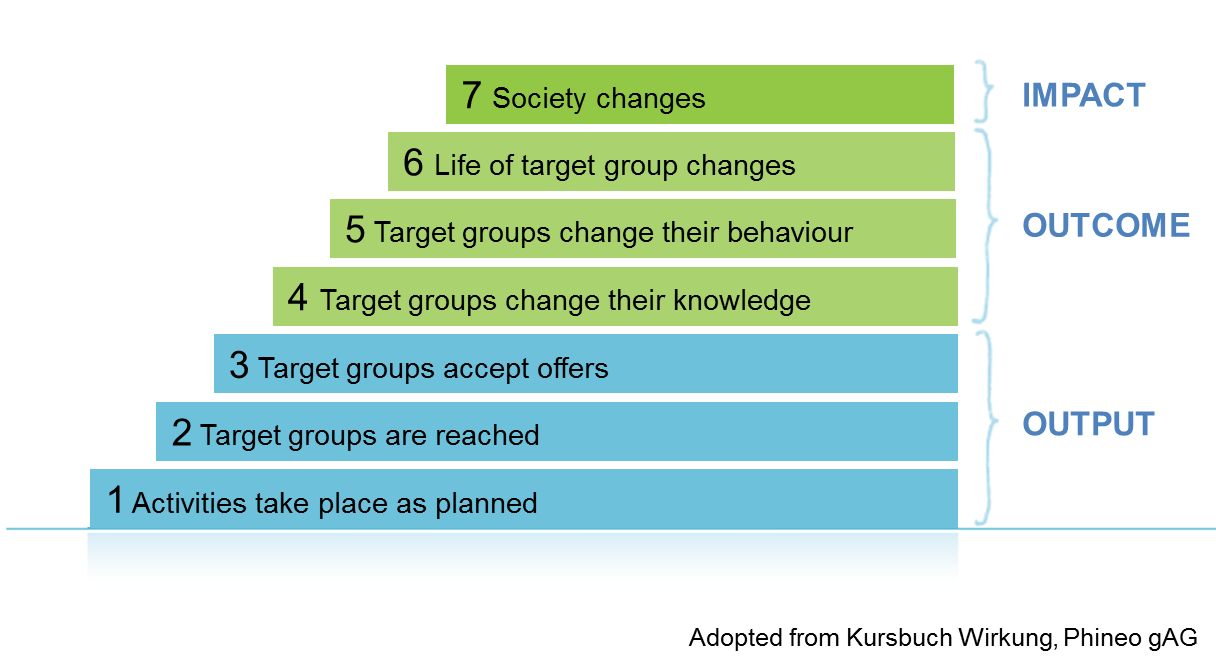 7 Society changes
IMPACT
6 Life of target group changes
5 Target groups change their behaviour
OUTCOME
4 Target groups change their knowledge
3 Target groups accept offers
2 Target groups are reached
OUTPUT
1 Activities take place as planned
Adopted from Kursbuch Wirkung, Phineo gAG